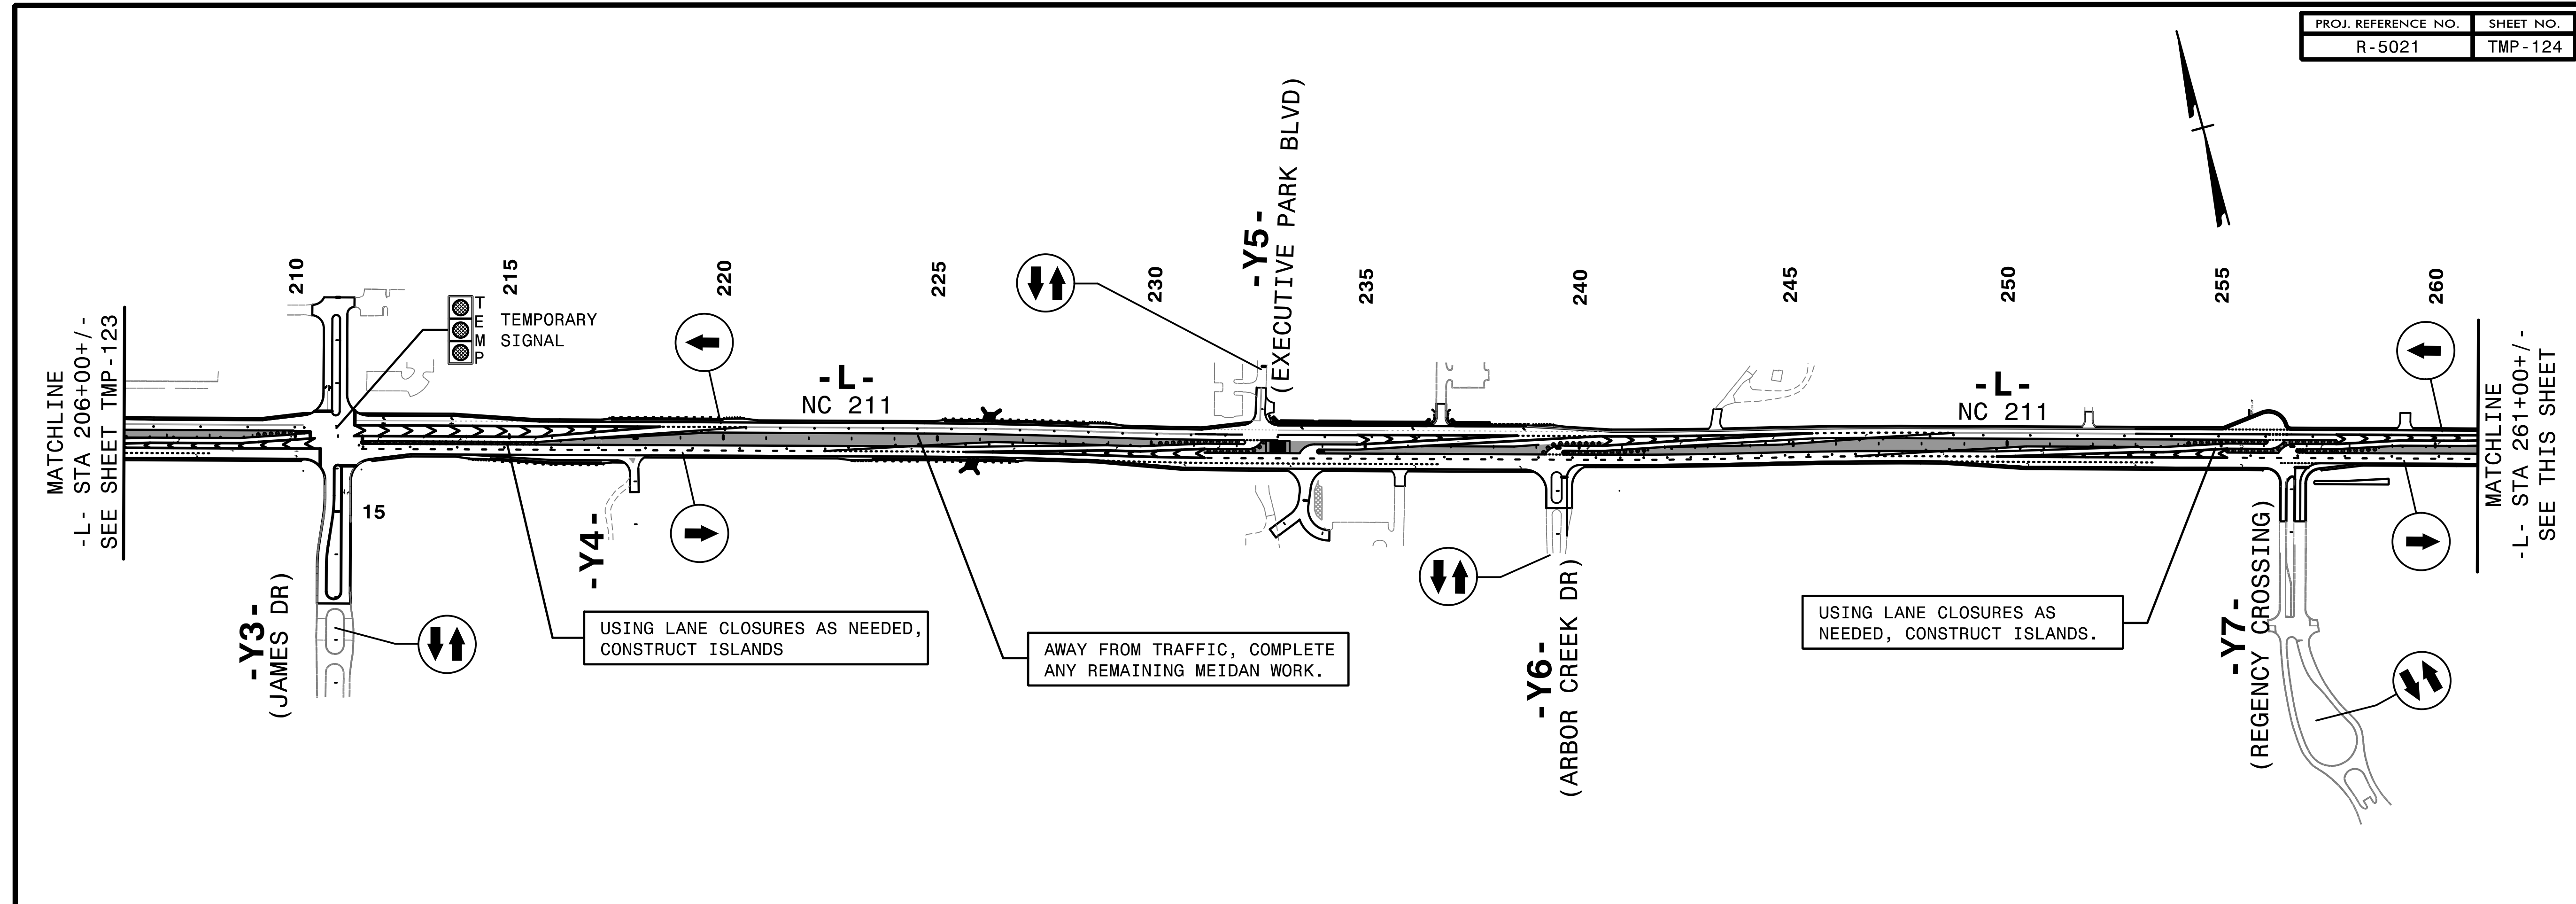 PROJ. REFERENCE NO.
SHEET NO.
R-5021
TMP-124
MATCHLINE
-L- STA 206+00+/-
SEE SHEET TMP-123
210
215
220
225
230
235
240
245
250
255
260
T
E
M
P
TEMPORARY
SIGNAL
-L-
NC 211
-Y5-
(EXECUTIVE PARK BLVD)
-L-
NC 211
MATCHLINE
-L- STA 261+00+/-
SEE THIS SHEET
15
-Y3-
(JAMES DR)
-Y4-
USING LANE CLOSURES AS NEEDED,
CONSTRUCT ISLANDS
AWAY FROM TRAFFIC, COMPLETE
ANY REMAINING MEIDAN WORK.
-Y6-
(ARBOR CREEK DR)
USING LANE CLOSURES AS
NEEDED, CONSTRUCT ISLANDS.
-Y7-
(REGENCY CROSSING)